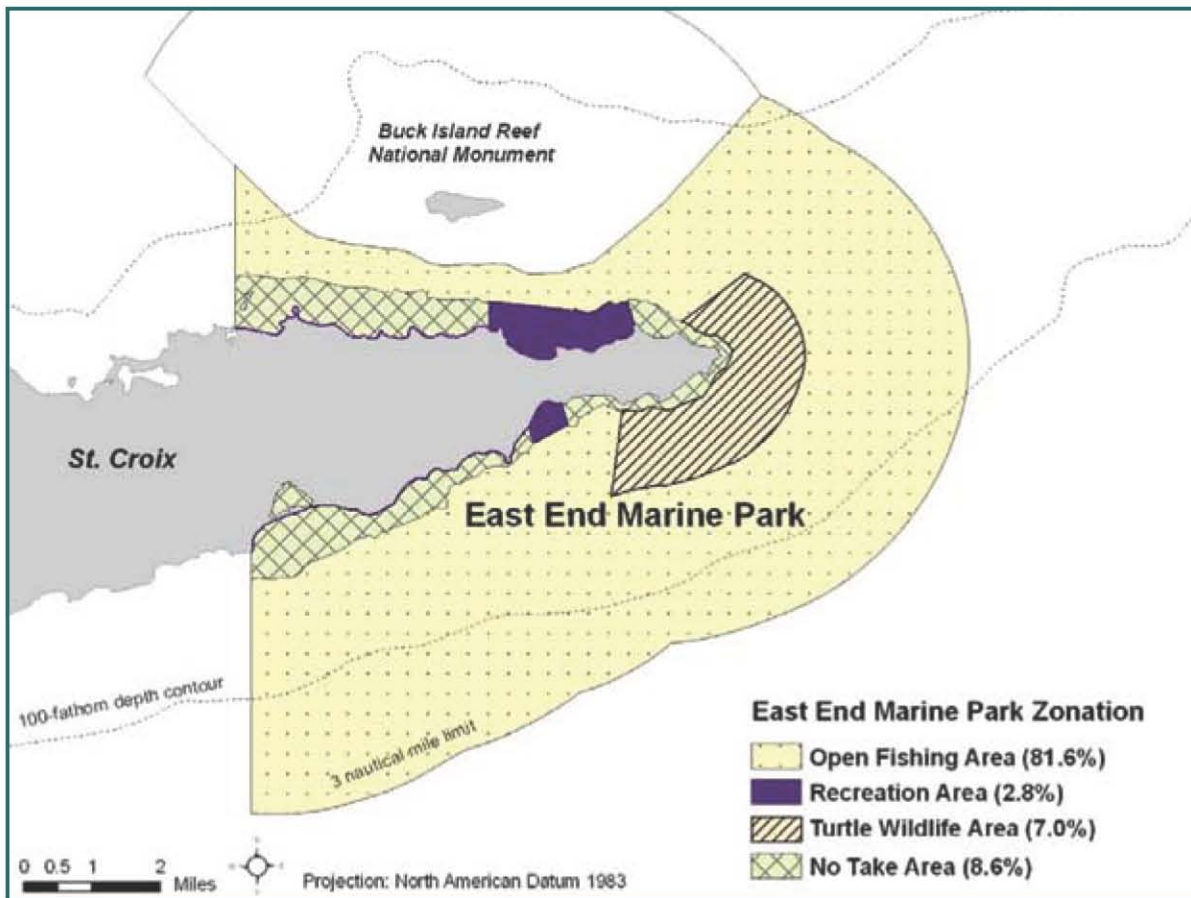 Buck Island Reef
National Monument
St. Croix
East End Marine Park
100-fathom depth contour
3 nautical mile limit
East End Marine Park Zonation
Open Fishing Area (81.6%)
Recreation Area (2.8%)
Turtle Wildlife Area (7.0%)
No Take Area (8.6%)
0 0.5 1 2
Miles
Projection: North American Datum 1983